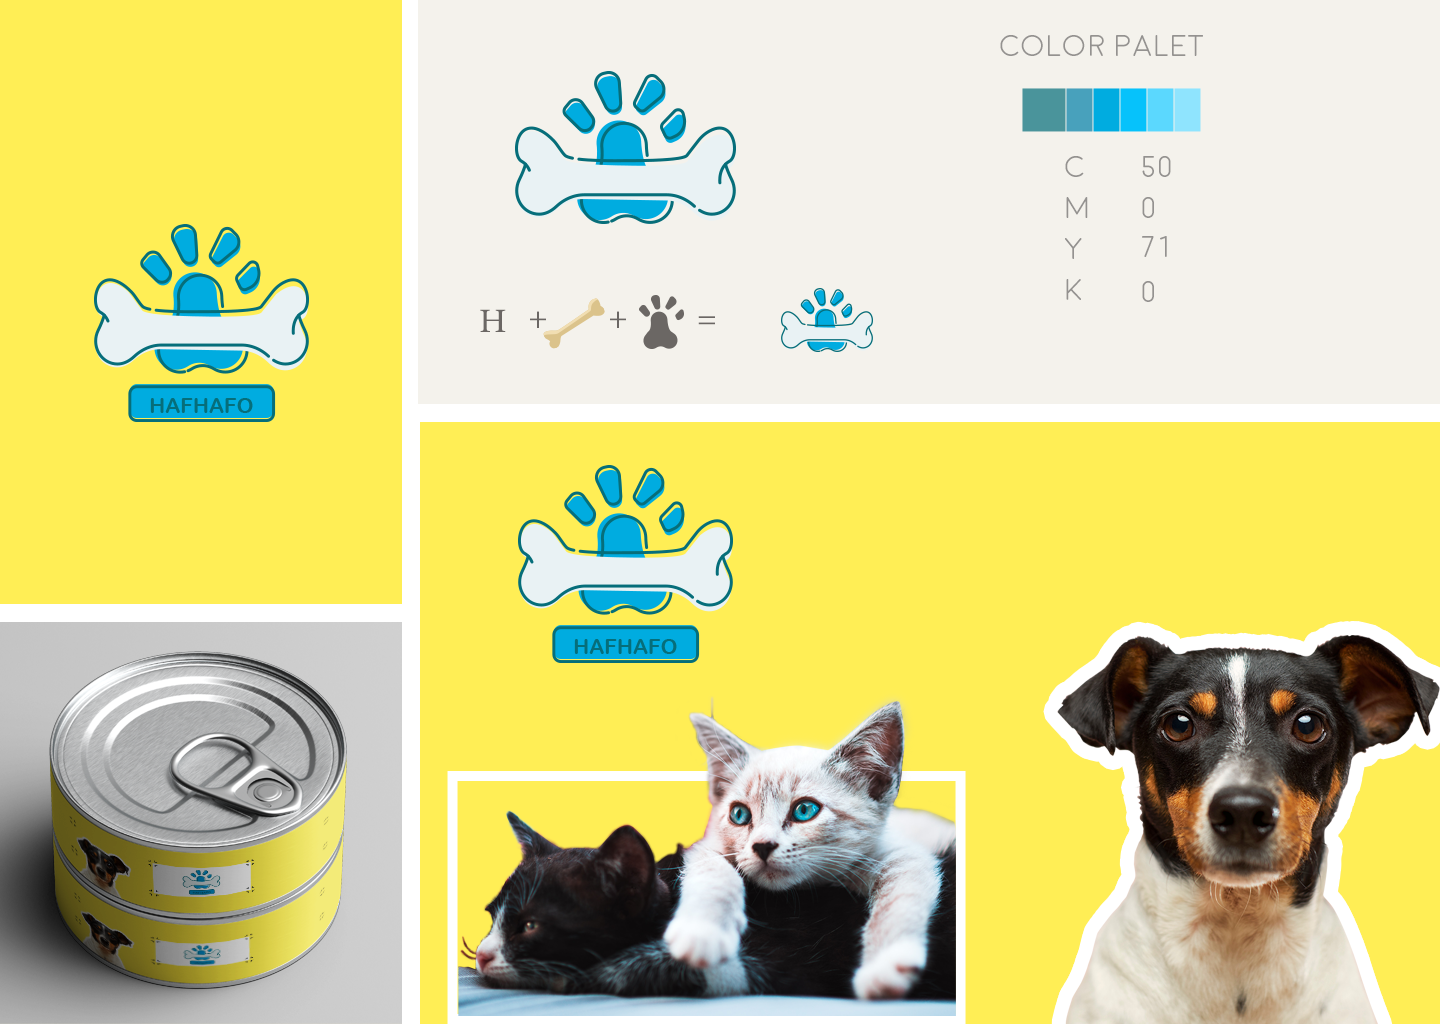 HAFHAFO
COLOR PALET
C 50
M 0
Y 71
K 0
H + + =
HAFHAFO